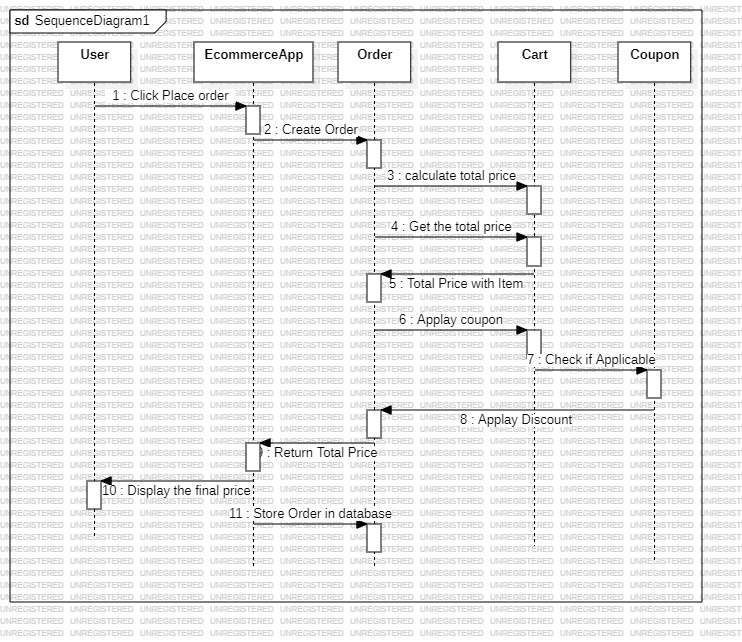 sd SequenceDiagram1
User
EcommerceApp
Order
Cart
Coupon
1 : Click Place order
2 : Create Order
3 : calculate total price
4 : Get the total price
5 : Total Price with Item
6 : Applay coupon
7 : Check if Applicable
8 : Applay Discount
9 : Return Total Price
10 : Display the final price
11 : Store Order in database
UNREGISTERED